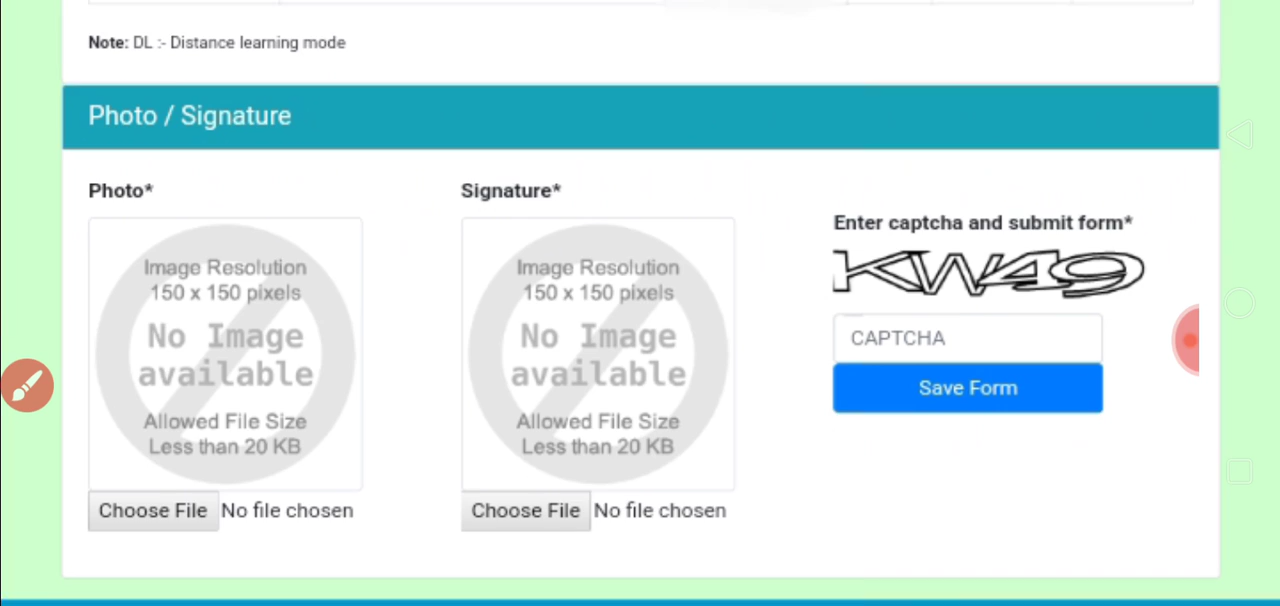 Note: DL :- Distance learning mode
Photo / Signature
Photo*
Image Resolution
150 x 150 pixels
No Image
available
Allowed File Size
Less than 20 KB
Choose File No file chosen
Signature*
Image Resolution
150 x 150 pixels
No Image
available
Allowed File Size
Less than 20 KB
Choose File No file chosen
Enter captcha and submit form*
KW49
CAPTCHA
Save Form